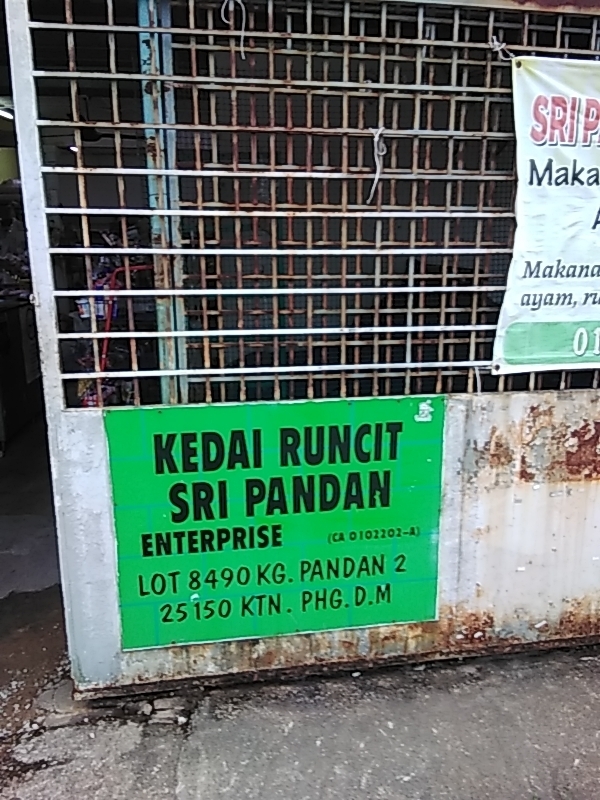 KEDAI RUNCIT
SRI PANDAN
ENTERPRISE (CA 0102202-A)
LOT 8490 KG. PANDAN 2
25150 KTN. PHG. D.M
SRI
Makana
ayam,
01